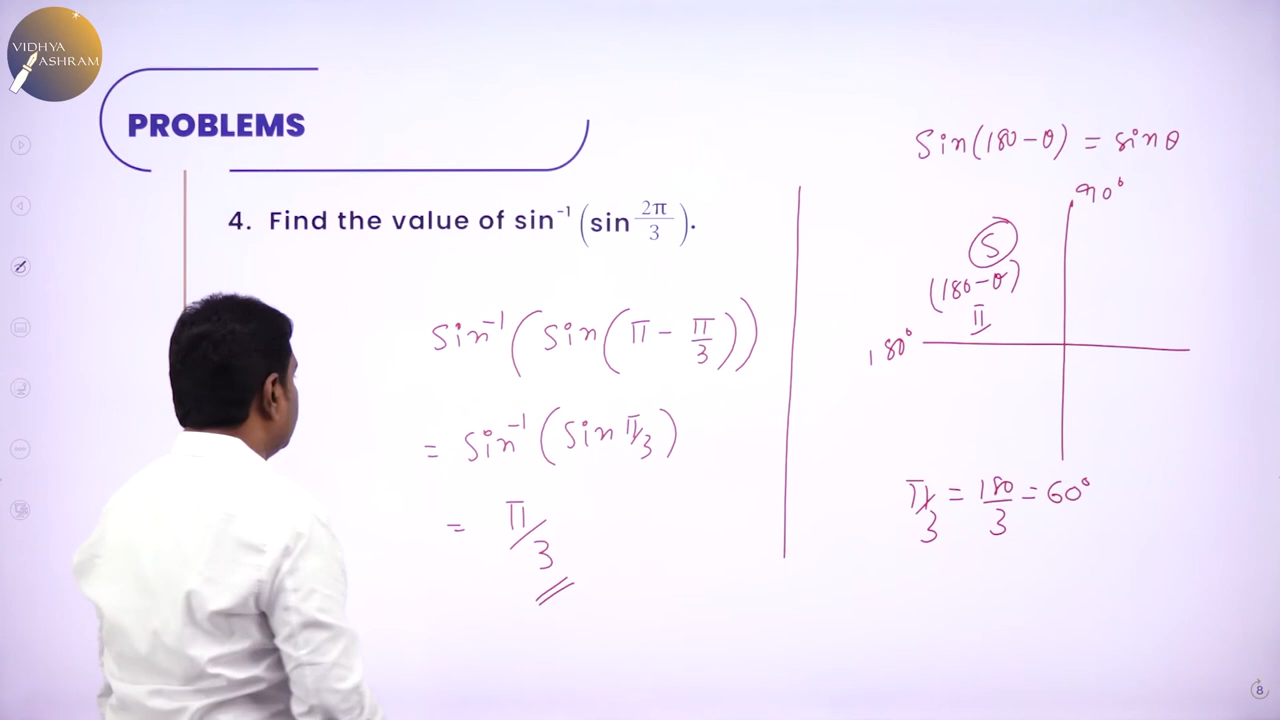 VIDHYA
ASHRAM
PROBLEMS
4. Find the value of sin⁻¹ (sin 2π/3).
Sin⁻¹(Sin(π − π/3))
= Sin⁻¹(Sin π/3)
= π/3
Sin(180 − θ) = sin θ
90°
S
(180 − θ)
II
180°
π/3 = 180/3 = 60°
8